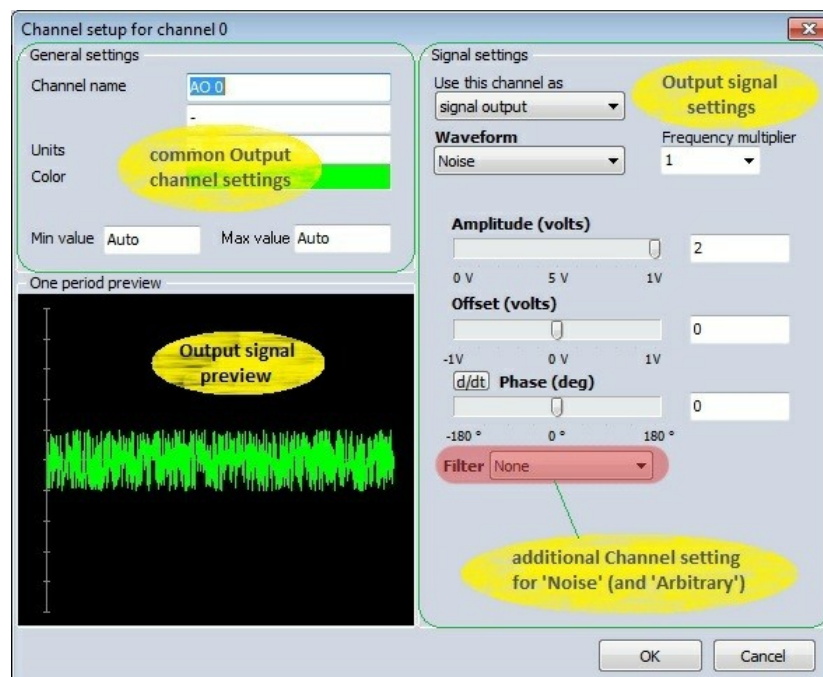 Channel setup for channel 0
General settings
Channel name
AO 0
-
Units
-
Color
common Output
channel settings
Min value
Auto
Max value
Auto
One period preview
Output signal
preview
Signal settings
Use this channel as
signal output
Output signal
settings
Waveform
Noise
Frequency multiplier
1
Amplitude (volts)
2
0 V 5 V 1V
Offset (volts)
0
-1V 0 V 1V
d/dt Phase (deg)
0
-180 ° 0 ° 180 °
Filter None
additional Channel setting
for 'Noise' (and 'Arbitrary')
OK
Cancel